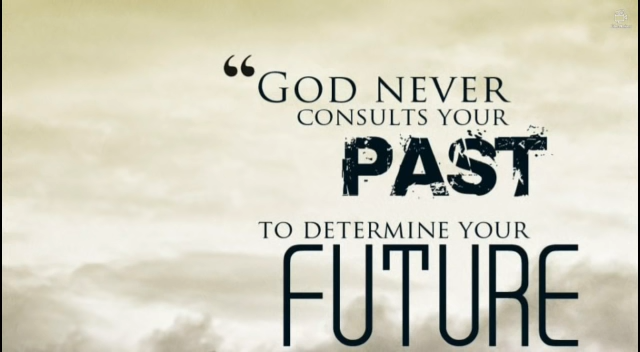 “GOD NEVER
CONSULTS YOUR
PAST
TO DETERMINE YOUR
FUTURE